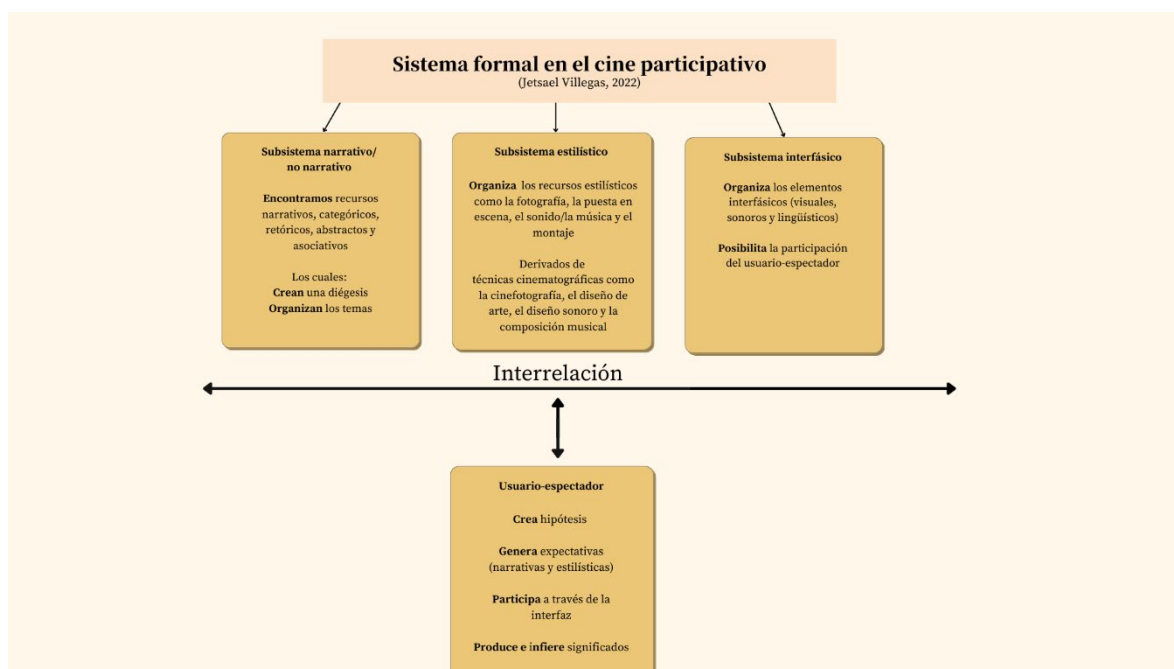 Sistema formal en el cine participativo
(Jetsael Villegas, 2022)
Subsistema narrativo/
no narrativo
Encontramos recursos
narrativos, categóricos,
retóricos, abstractos y
asociativos
Los cuales:
Crean una diégesis
Organizan los temas
Subsistema estilístico
Organiza los recursos estilísticos
como la fotografía, la puesta en
escena, el sonido/la música y el
montaje
Derivados de
técnicas cinematográficas como
la cinefotografía, el diseño de
arte, el diseño sonoro y la
composición musical
Subsistema interfásico
Organiza los elementos
interfásicos (visuales,
sonoros y lingüísticos)
Posibilita la participación
del usuario-espectador
Interrelación
Usuario-espectador
Crea hipótesis
Genera expectativas
(narrativas y estilísticas)
Participa a través de la
interfaz
Produce e infiere significados